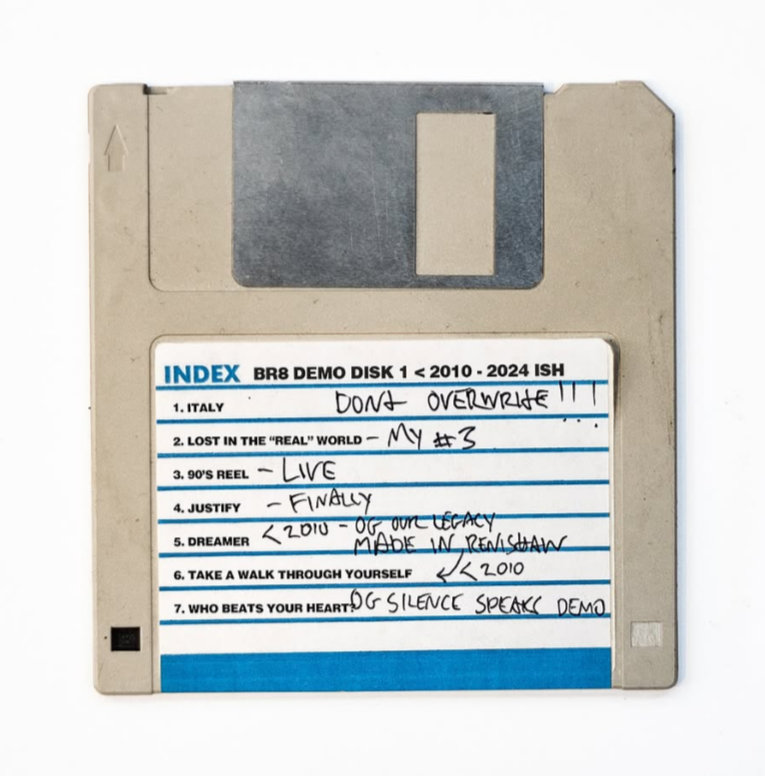 INDEX BR8 DEMO DISK 1 < 2010 - 2024 ISH
1. ITALY DONT OVERWRITE!!!
2. LOST IN THE "REAL" WORLD - MY #3
3. 90'S REEL - LIVE
4. JUSTIFY - FINALLY
5. DREAMER < 2010 - OG OUR LEGACY
MADE IN RENISHAW
6. TAKE A WALK THROUGH YOURSELF ↙ < 2010
7. WHO BEATS YOUR HEART? OG SILENCE SPEAKS DEMO